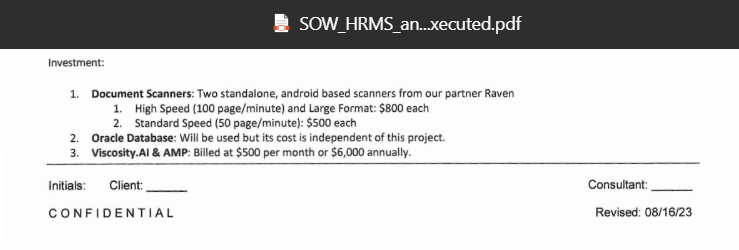 SOW_HRMS_an...xecuted.pdf
Investment:
1. Document Scanners: Two standalone, android based scanners from our partner Raven
1. High Speed (100 page/minute) and Large Format: $800 each
2. Standard Speed (50 page/minute): $500 each
2. Oracle Database: Will be used but its cost is independent of this project.
3. Viscosity.AI & AMP: Billed at $500 per month or $6,000 annually.
Initials: Client: ______ Consultant: ______
CONFIDENTIAL Revised: 08/16/23